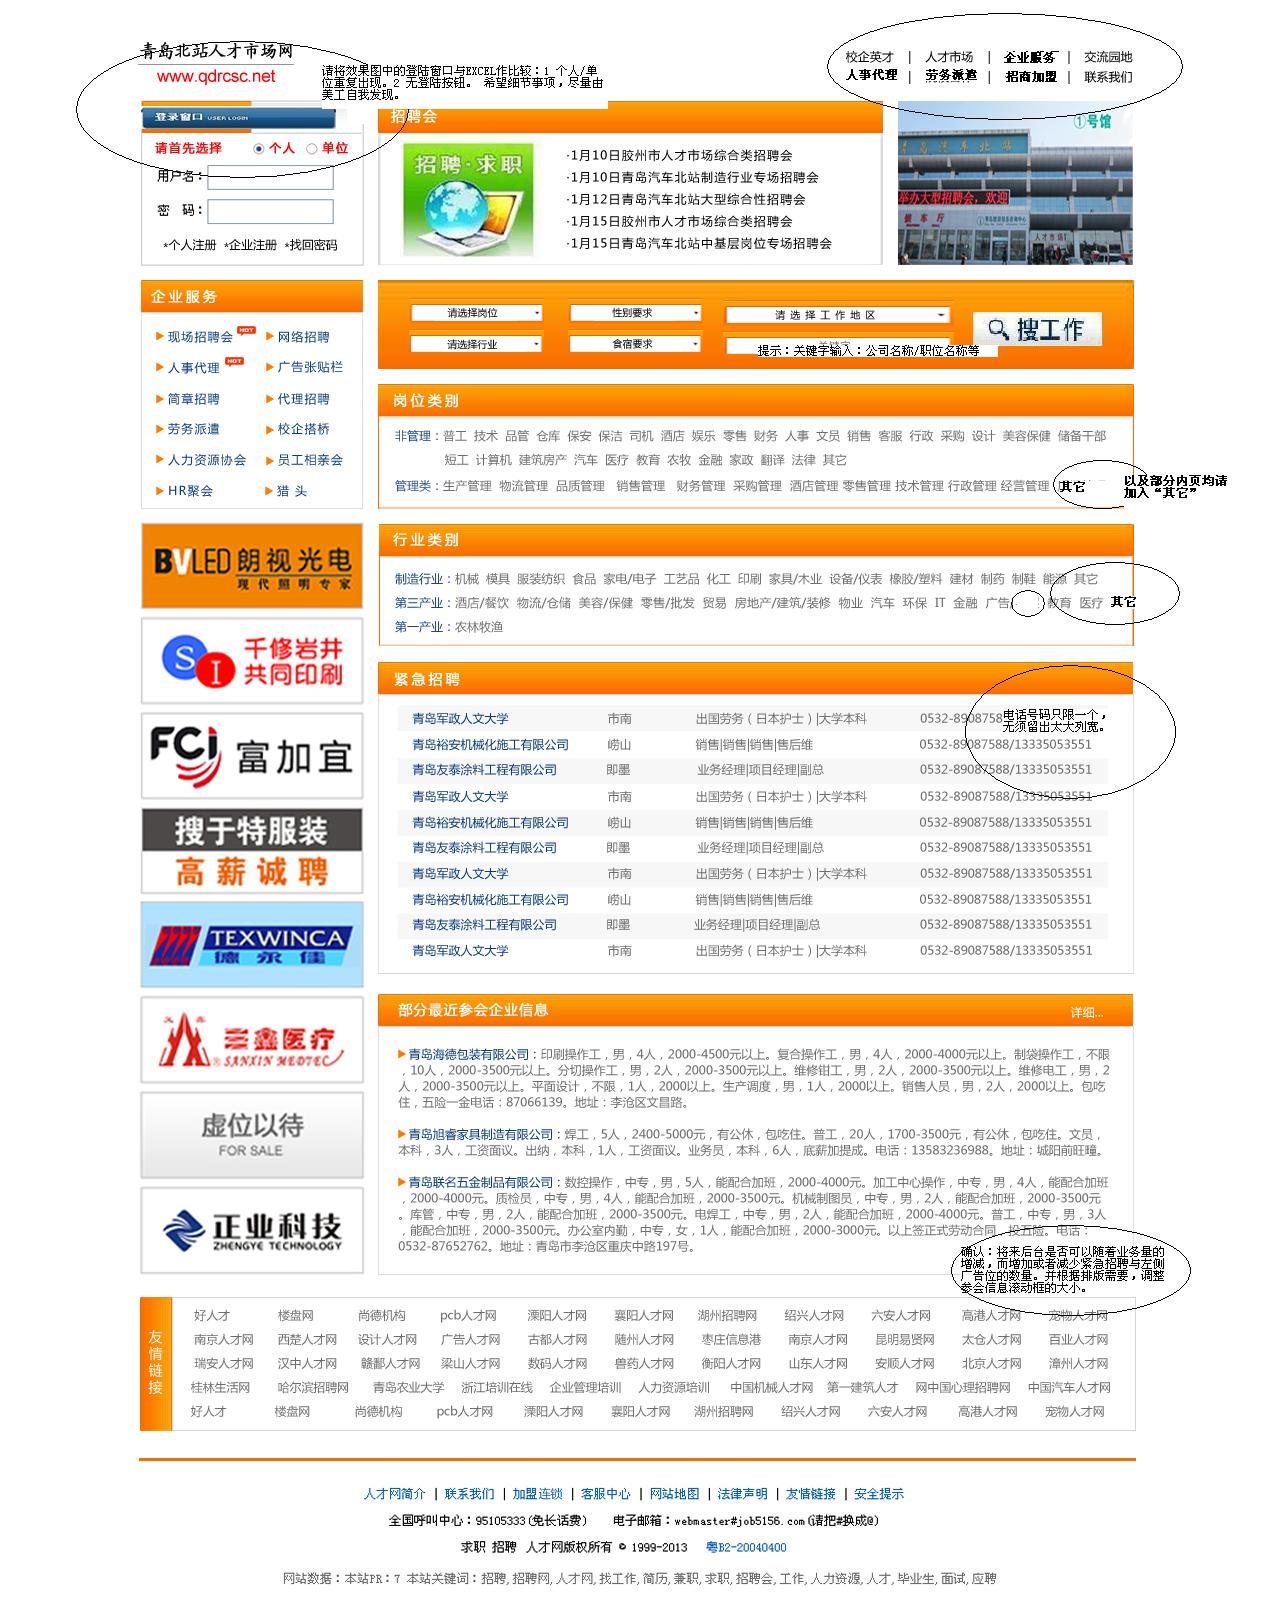 青岛北站人才市场网
www.qdrcsc.net
请将效果图中的登陆窗口与EXCEL作比较：1 个人/单
位重复出现。2 无登陆按钮。 希望细节事项，尽量由
美工自我发现。
校企英才 | 人才市场 | 企业服务 | 交流园地
人事代理 | 劳务派遣 | 招商加盟 | 联系我们
登录窗口 USER LOGIN
请首先选择 个人 单位
用户名：
密 码：
*个人注册 *企业注册 *找回密码
招聘会
招聘·求职
·1月10日胶州市人才市场综合类招聘会
·1月10日青岛汽车北站制造行业专场招聘会
·1月12日青岛汽车北站大型综合性招聘会
·1月15日胶州市人才市场综合类招聘会
·1月15日青岛汽车北站中基层岗位专场招聘会
①号馆
青岛汽车北站
举办大型招聘会，欢迎
候车厅
人才市场
企业服务
现场招聘会 HOT 网络招聘
人事代理 HOT 广告张贴栏
简章招聘 代理招聘
劳务派遣 校企搭桥
人力资源协会 员工相亲会
HR聚会 猎 头
请选择岗位 性别要求 请选择工作地区
搜工作
请选择行业 食宿要求
提示：关键字输入：公司名称/职位名称等
岗位类别
非管理：普工 技术 品管 仓库 保安 保洁 司机 酒店 娱乐 零售 财务 人事 文员 销售 客服 行政 采购 设计 美容保健 储备干部
短工 计算机 建筑房产 汽车 医疗 教育 农牧 金融 家政 翻译 法律 其它
管理类：生产管理 物流管理 品质管理 销售管理 财务管理 采购管理 酒店管理 零售管理 技术管理 行政管理 经营管理 其它
以及部分内页均请
加入“其它”
行业类别
制造行业：机械 模具 服装纺织 食品 家电/电子 工艺品 化工 印刷 家具/木业 设备/仪表 橡胶/塑料 建材 制药 制鞋 能源 其它
第三产业：酒店/餐饮 物流/仓储 美容/保健 零售/批发 贸易 房地产/建筑/装修 物业 汽车 环保 IT 金融 广告/ 教育 医疗 其它
第一产业：农林牧渔
BVLED 朗视光电
现代照明专家
SI 千修岩井
共同印刷
FCi 富加宜
搜于特服装
高薪诚聘
TEXWINCA
德永佳
三鑫医疗
SANXIN MEDTEC
虚位以待
FOR SALE
正业科技
ZHENGYE TECHNOLOGY
紧急招聘
电话号码只限一个，
无须留出太大列宽。
青岛军政人文大学 市南 出国劳务（日本护士）|大学本科 0532-8908758
青岛裕安机械化施工有限公司 崂山 销售|销售|销售|售后维 0532-89087588/13335053551
青岛友泰涂料工程有限公司 即墨 业务经理|项目经理|副总 0532-89087588/13335053551
青岛军政人文大学 市南 出国劳务（日本护士）|大学本科 0532-89087588/13335053551
青岛裕安机械化施工有限公司 崂山 销售|销售|销售|售后维 0532-89087588/13335053551
青岛友泰涂料工程有限公司 即墨 业务经理|项目经理|副总 0532-89087588/13335053551
青岛军政人文大学 市南 出国劳务（日本护士）|大学本科 0532-89087588/13335053551
青岛裕安机械化施工有限公司 崂山 销售|销售|销售|售后维 0532-89087588/13335053551
青岛友泰涂料工程有限公司 即墨 业务经理|项目经理|副总 0532-89087588/13335053551
青岛军政人文大学 市南 出国劳务（日本护士）|大学本科 0532-89087588/13335053551
部分最近参会企业信息 详细...
青岛海德包装有限公司：印刷操作工，男，4人，2000-4500元以上。复合操作工，男，4人，2000-4000元以上。制袋操作工，不限
，10人，2000-3500元以上。分切操作工，男，2人，2000-3500元以上。维修钳工，男，2人，2000-3500元以上。维修电工，男，2
人，2000-3500元以上。平面设计，不限，1人，2000以上。生产调度，男，1人，2000以上。销售人员，男，2人，2000以上。包吃
住，五险一金电话：87066139。地址：李沧区文昌路。
青岛旭睿家具制造有限公司：焊工，5人，2400-5000元，有公休，包吃住。普工，20人，1700-3500元，有公休，包吃住。文员，
本科，3人，工资面议。出纳，本科，1人，工资面议。业务员，本科，6人，底薪加提成。电话：13583236988。地址：城阳前旺疃。
青岛联名五金制品有限公司：数控操作，中专，男，5人，能配合加班，2000-4000元。加工中心操作，中专，男，4人，能配合加班
，2000-4000元。质检员，中专，男，4人，能配合加班，2000-3500元。机械制图员，中专，男，2人，能配合加班，2000-3500元
。库管，中专，男，2人，能配合加班，2000-3500元。电焊工，中专，男，2人，能配合加班，2000-4000元。普工，中专，男，3人
，能配合加班，2000-3500元。办公室内勤，中专，女，1人，能配合加班，2000-3000元。以上签正式劳动合同，投五险。电话：
0532-87652762。地址：青岛市李沧区重庆中路197号。
确认：将来后台是否可以随着业务量的
增减，而增加或者减少紧急招聘与左侧
广告位的数量。并根据排版需要，调整
参会信息滚动框的大小。
友情链接
好人才 楼盘网 尚德机构 pcb人才网 溧阳人才网 襄阳人才网 湖州招聘网 绍兴人才网 六安人才网 高港人才网 宠物人才网
南京人才网 西楚人才网 设计人才网 广告人才网 古都人才网 随州人才网 枣庄信息港 南京人才网 昆明易贤网 太仓人才网 百业人才网
瑞安人才网 汉中人才网 赣鄱人才网 梁山人才网 数码人才网 兽药人才网 衡阳人才网 山东人才网 安顺人才网 北京人才网 漳州人才网
桂林生活网 哈尔滨招聘网 青岛农业大学 浙江培训在线 企业管理培训 人力资源培训 中国机械人才网 第一建筑人才 网中国心理招聘网 中国汽车人才网
好人才 楼盘网 尚德机构 pcb人才网 溧阳人才网 襄阳人才网 湖州招聘网 绍兴人才网 六安人才网 高港人才网 宠物人才网
人才网简介 | 联系我们 | 加盟连锁 | 客服中心 | 网站地图 | 法律声明 | 友情链接 | 安全提示
全国呼叫中心：95105333(免长话费) 电子邮箱：webmaster#job5156.com(请把#换成@)
求职 招聘 人才网版权所有 © 1999-2013 粤B2-20040400
网站数据：本站PR：7 本站关键词：招聘, 招聘网, 人才网, 找工作, 简历, 兼职, 求职, 招聘会, 工作, 人力资源, 人才, 毕业生, 面试, 应聘